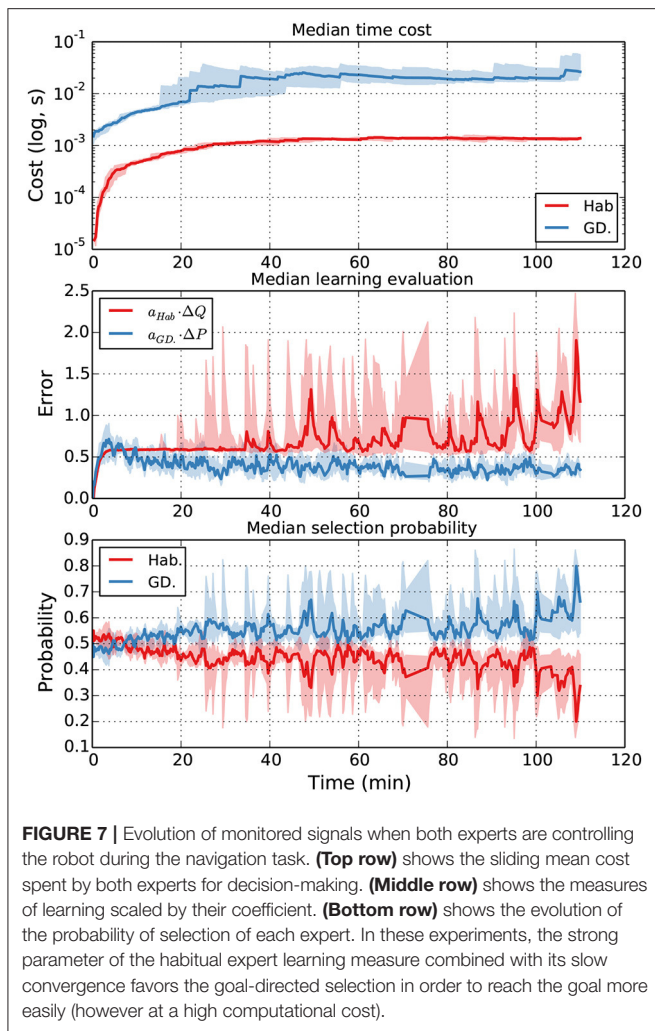 Median time cost
10⁻¹
10⁻²
10⁻³
10⁻⁴
10⁻⁵
Cost (log, s)
Hab
GD.
0 20 40 60 80 100 120
Median learning evaluation
2.5
2.0
1.5
1.0
0.5
0.0
Error
a_Hab · ΔQ
a_GD. · ΔP
0 20 40 60 80 100 120
Median selection probability
0.9
0.8
0.7
0.6
0.5
0.4
0.3
0.2
0.1
Probability
Hab.
GD.
0 20 40 60 80 100 120
Time (min)
FIGURE 7 | Evolution of monitored signals when both experts are controlling
the robot during the navigation task. (Top row) shows the sliding mean cost
spent by both experts for decision-making. (Middle row) shows the measures
of learning scaled by their coefficient. (Bottom row) shows the evolution of
the probability of selection of each expert. In these experiments, the strong
parameter of the habitual expert learning measure combined with its slow
convergence favors the goal-directed selection in order to reach the goal more
easily (however at a high computational cost).